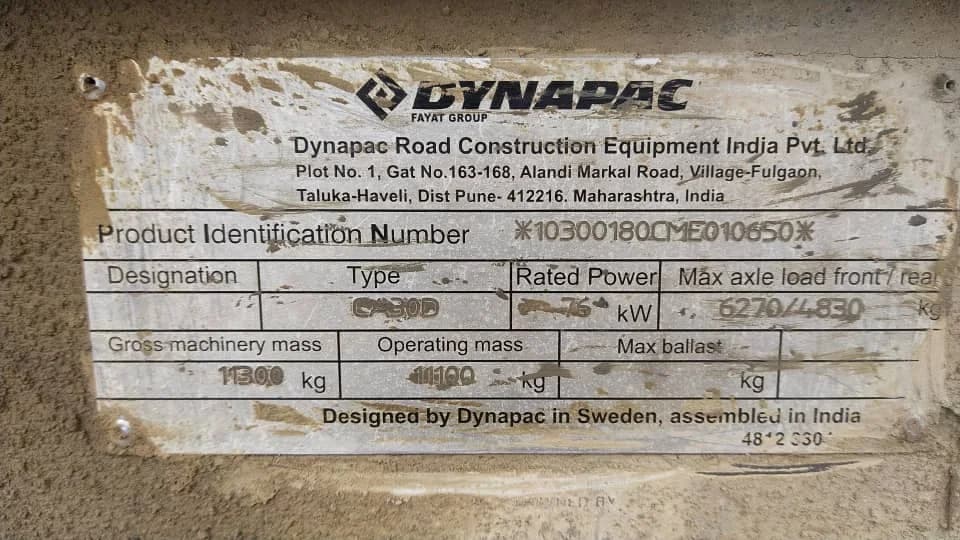 DYNAPAC
FAYAT GROUP
Dynapac Road Construction Equipment India Pvt. Ltd.
Plot No. 1, Gat No.163-168, Alandi Markal Road, Village-Fulgaon,
Taluka-Haveli, Dist Pune- 412216. Maharashtra, India
Product Identification Number *10300180CME010650*
Designation Type Rated Power Max axle load front / rear
CA30D 76 kW 6270/4830 kg
Gross machinery mass Operating mass Max ballast
11300 kg 11100 kg kg
Designed by Dynapac in Sweden, assembled in India